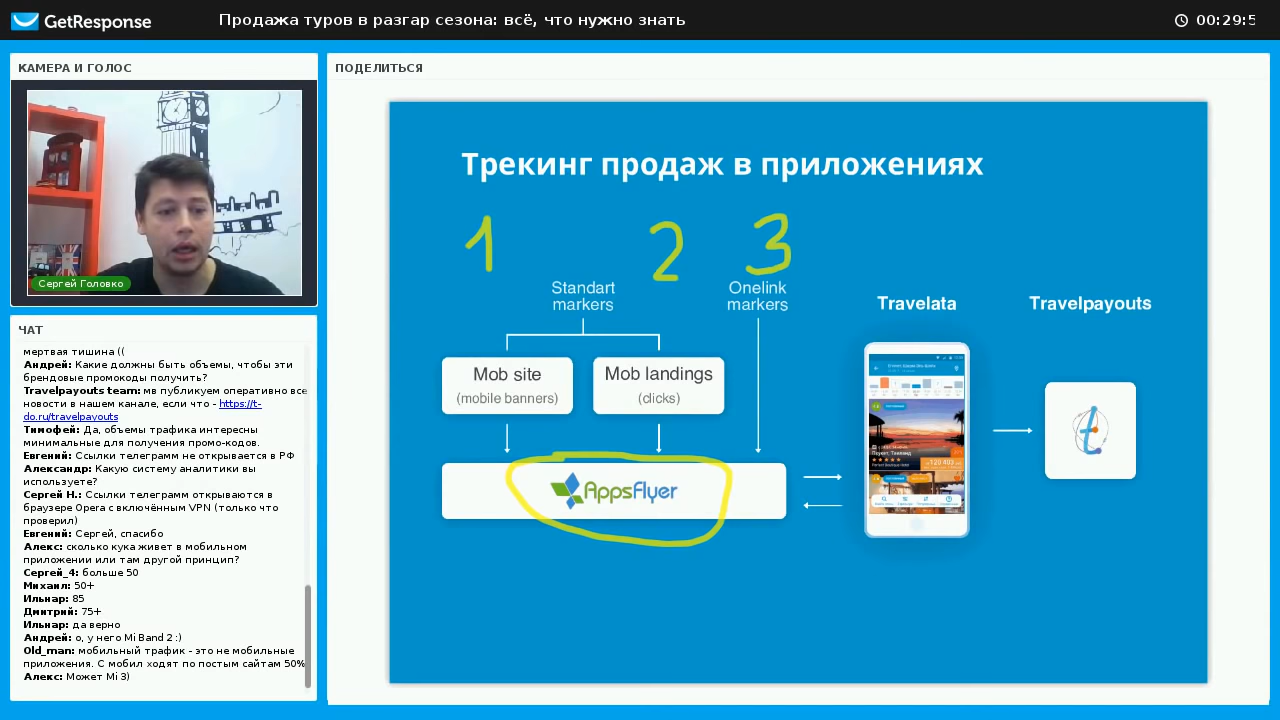 GetResponse
Продажа туров в разгар сезона: всё, что нужно знать
00:29:5
КАМЕРА И ГОЛОС
Сергей Головко
ЧАТ
мертвая тишина ((
Андрей: Какие должны быть объемы, чтобы эти
брендовые промокоды получить?
Travelpayouts team: мв публикуем оперативно все
новости в нашем канале, если что - https://t-
do.ru/travelpayouts
Тимофей: Да, объемы трафика интересны
минимальные для получения промо-кодов.
Евгений: Ссылки телеграмм не открывается в РФ
Александр: Какую систему аналитики вы
используете?
Сергей Н.: Ссылки телеграмм открываются в
браузере Opera с включённым VPN (только что
проверил)
Евгений: Сергей, спасибо
Алекс: сколько кука живет в мобильном
приложении или там другой принцип?
Сергей_4: больше 50
Михаил: 50+
Ильнар: 85
Дмитрий: 75+
Ильнар: да верно
Андрей: о, у него Mi Band 2 :)
Old_man: мобильный трафик - это не мобильные
приложения. С мобил ходят по постым сайтам 50%
Алекс: Может Mi 3)
ПОДЕЛИТЬСЯ
Трекинг продаж в приложениях
1 2 3
Standart
markers
Onelink
markers
Travelata
Travelpayouts
Mob site
(mobile banners)
Mob landings
(clicks)
AppsFlyer